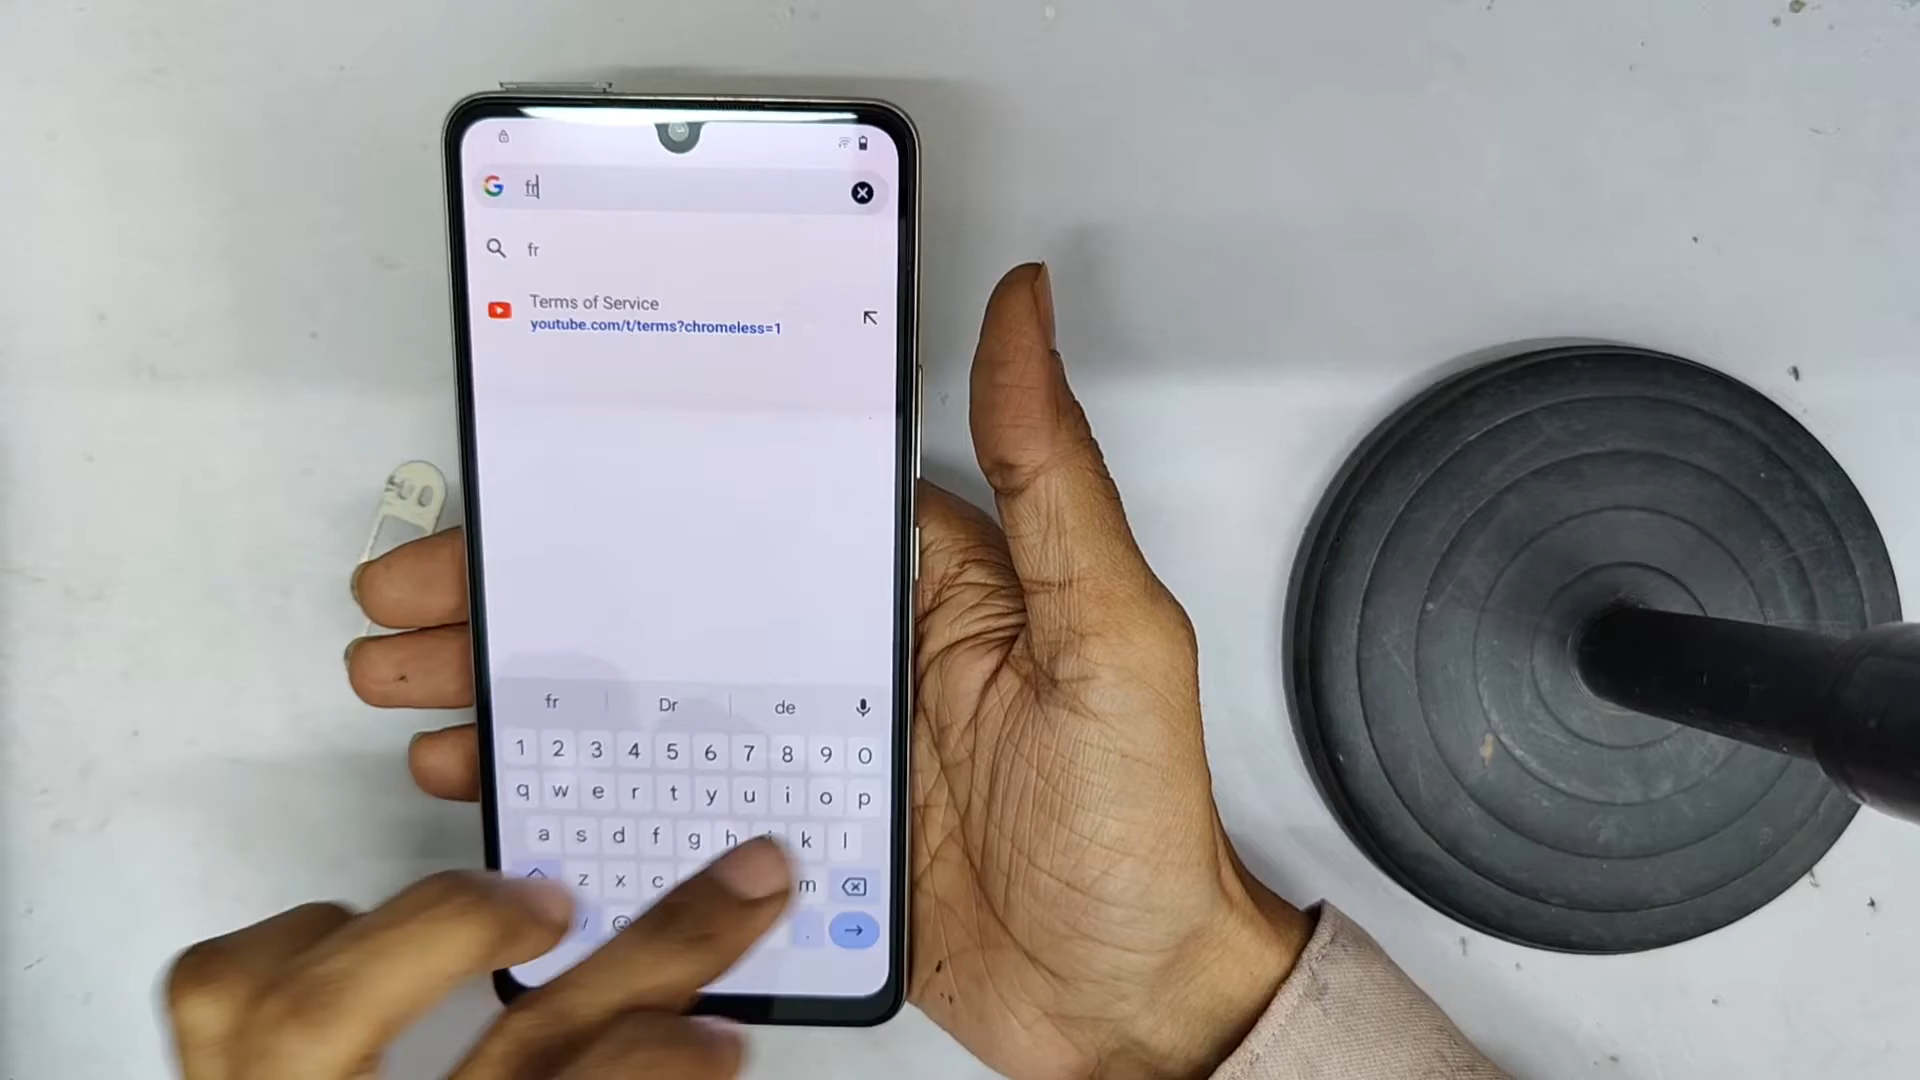 fr
fr
Terms of Service
youtube.com/t/terms?chromeless=1
fr Dr de
1 2 3 4 5 6 7 8 9 0
q w e r t y u i o p
a s d f g h k l
z x c m
/ .